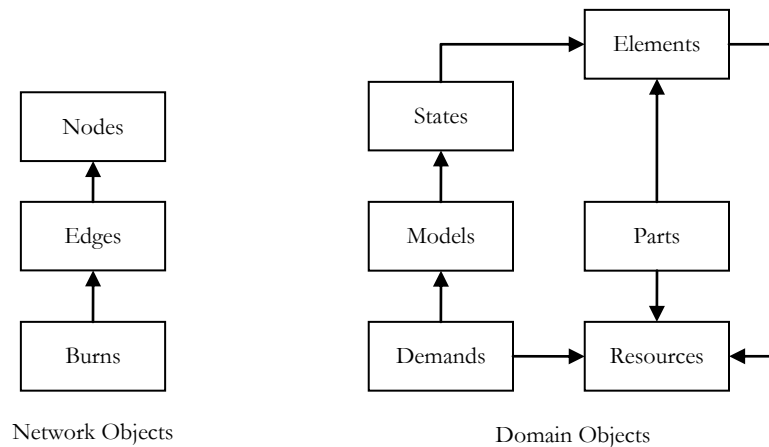 Nodes
Edges
Burns
Network Objects
Elements
States
Models
Parts
Demands
Resources
Domain Objects